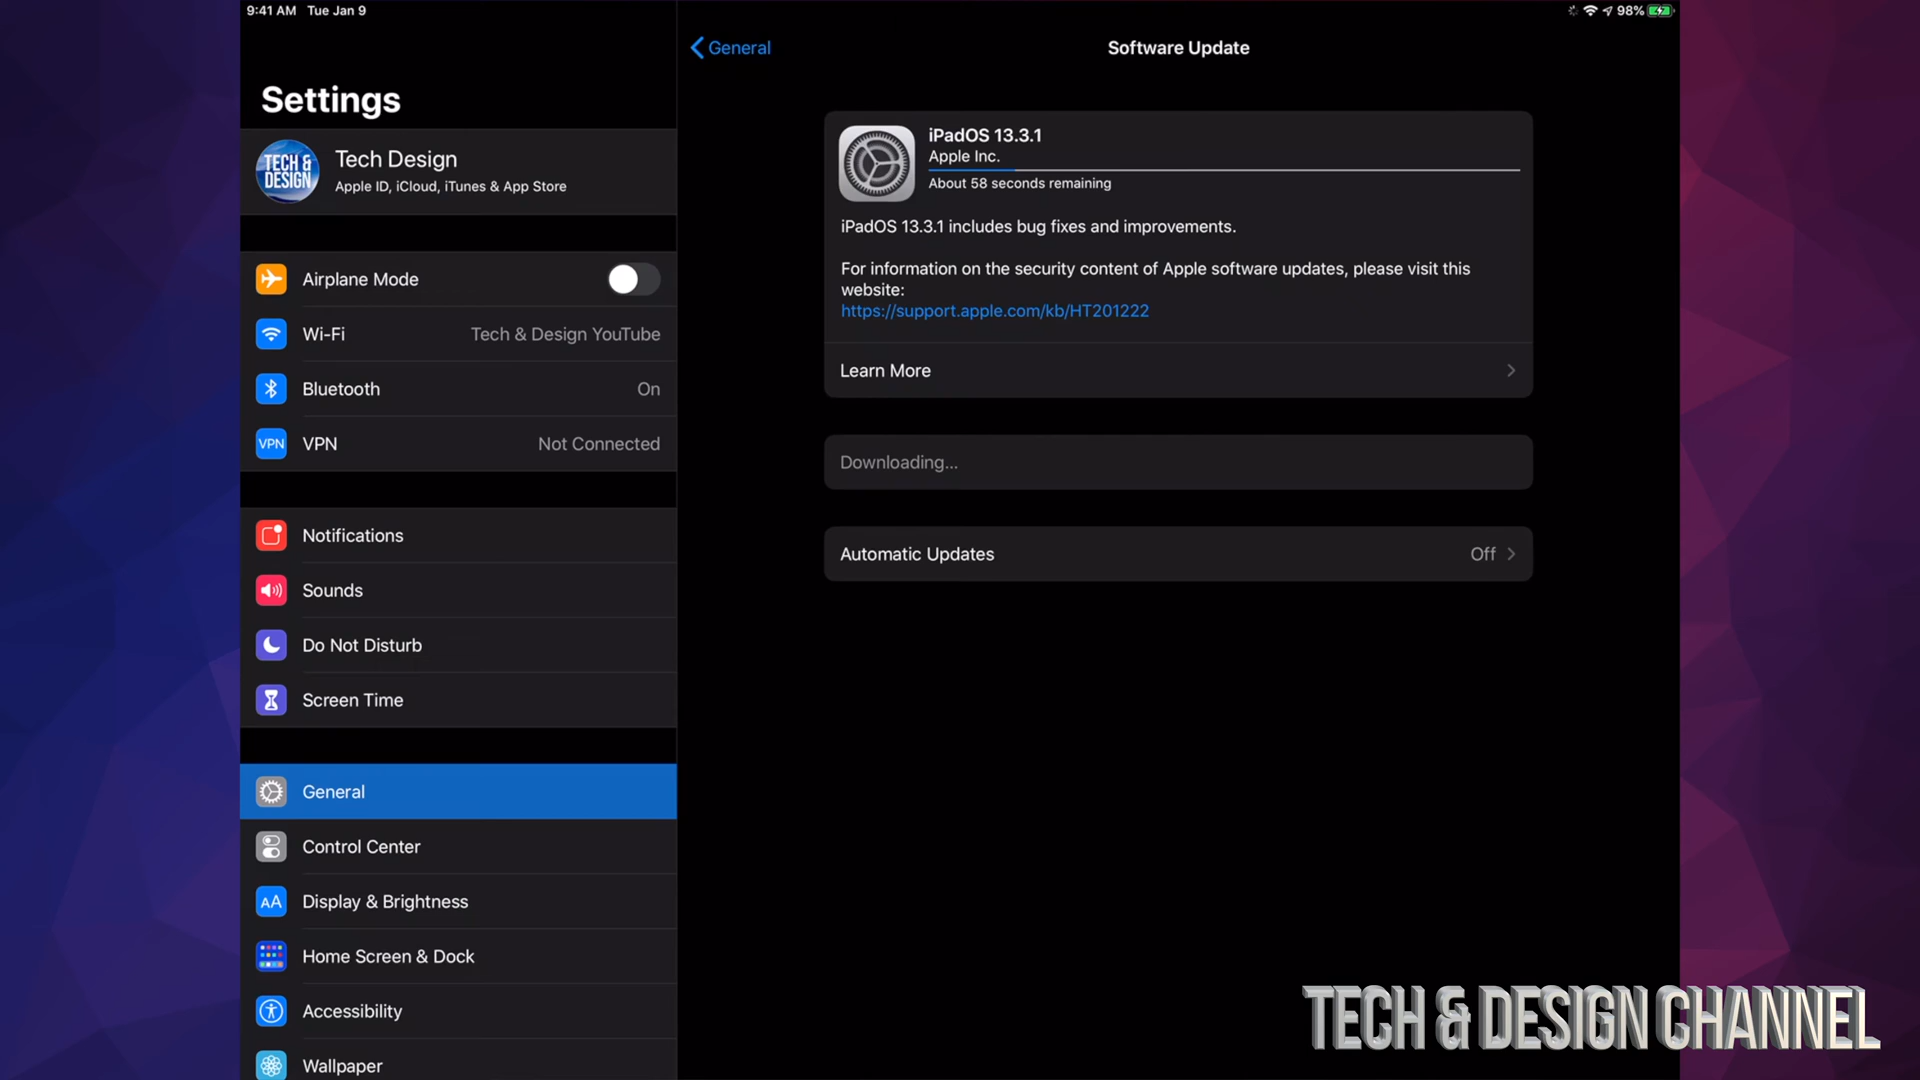 9:41 AM Tue Jan 9
98%
Settings
TECH &
DESIGN
Tech Design
Apple ID, iCloud, iTunes & App Store
Airplane Mode
Wi-Fi Tech & Design YouTube
Bluetooth On
VPN VPN Not Connected
Notifications
Sounds
Do Not Disturb
Screen Time
General
Control Center
AA Display & Brightness
Home Screen & Dock
Accessibility
Wallpaper
General
Software Update
iPadOS 13.3.1
Apple Inc.
About 58 seconds remaining
iPadOS 13.3.1 includes bug fixes and improvements.
For information on the security content of Apple software updates, please visit this
website:
https://support.apple.com/kb/HT201222
Learn More
Downloading...
Automatic Updates Off
TECH & DESIGN CHANNEL